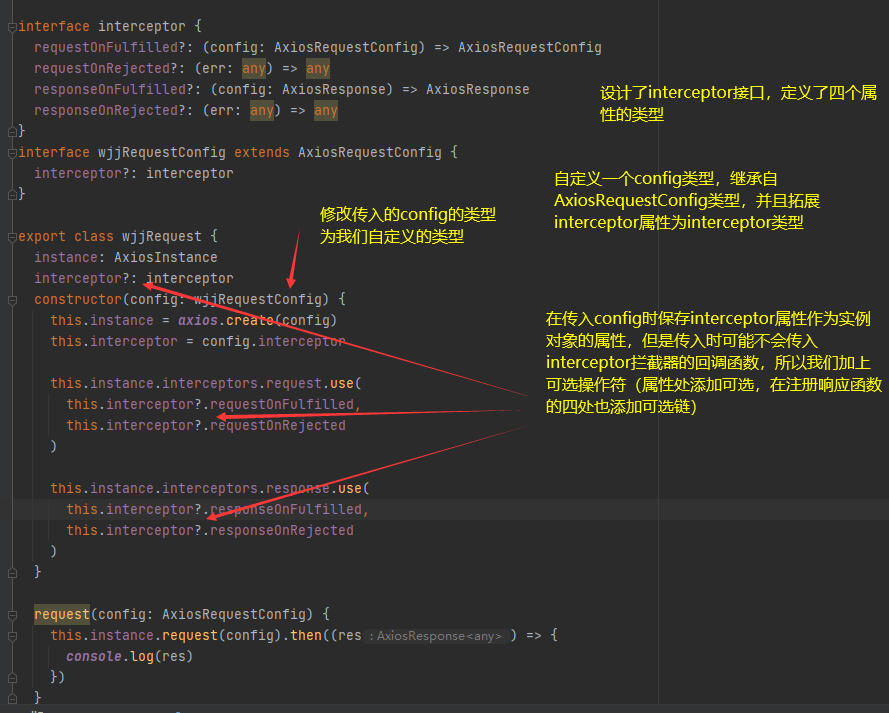 interface interceptor {
requestOnFulfilled?: (config: AxiosRequestConfig) => AxiosRequestConfig
requestOnRejected?: (err: any) => any
responseOnFulfilled?: (config: AxiosResponse) => AxiosResponse
responseOnRejected?: (err: any) => any
}
设计了interceptor接口，定义了四个属
性的类型
interface wjjRequestConfig extends AxiosRequestConfig {
interceptor?: interceptor
}
自定义一个config类型，继承自
AxiosRequestConfig类型，并且拓展
interceptor属性为interceptor类型
修改传入的config的类型
为我们自定义的类型
export class wjjRequest {
instance: AxiosInstance
interceptor?: interceptor
constructor(config: wjjRequestConfig) {
this.instance = axios.create(config)
this.interceptor = config.interceptor
在传入config时保存interceptor属性作为实例
对象的属性，但是传入时可能不会传入
interceptor拦截器的回调函数，所以我们加上
可选操作符（属性处添加可选，在注册响应函数
的四处也添加可选链）
this.instance.interceptors.request.use(
this.interceptor?.requestOnFulfilled,
this.interceptor?.requestOnRejected
)
this.instance.interceptors.response.use(
this.interceptor?.responseOnFulfilled,
this.interceptor?.responseOnRejected
)
}
request(config: AxiosRequestConfig) {
this.instance.request(config).then((res : AxiosResponse<any> ) => {
console.log(res)
})
}